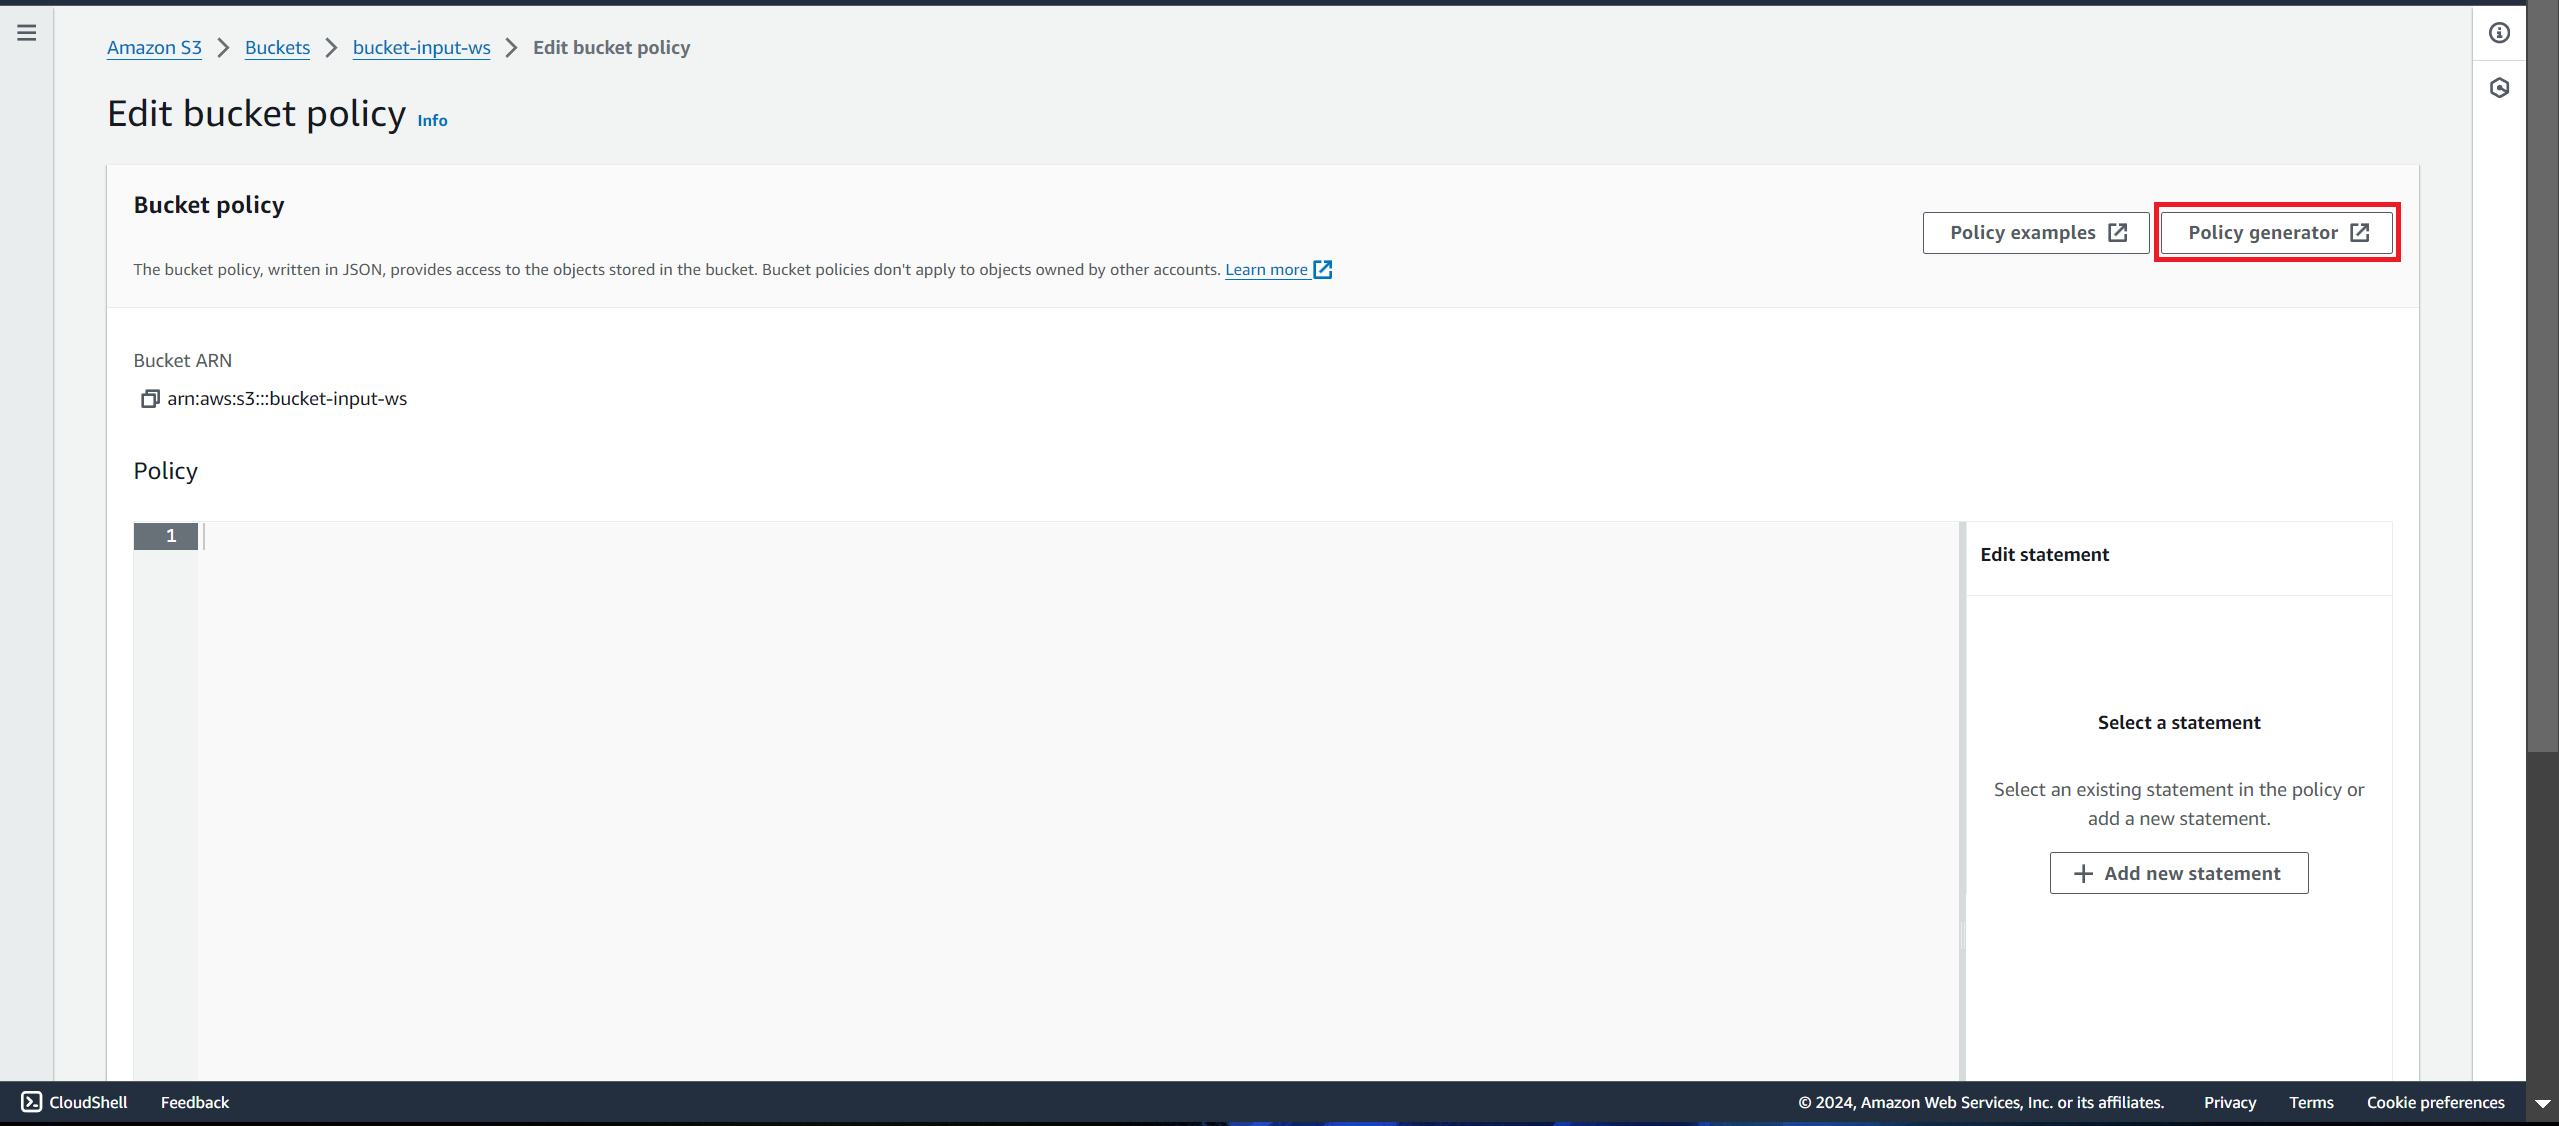 Amazon S3 > Buckets > bucket-input-ws > Edit bucket policy
Edit bucket policy Info
Bucket policy
Policy examples
Policy generator
The bucket policy, written in JSON, provides access to the objects stored in the bucket. Bucket policies don't apply to objects owned by other accounts. Learn more
Bucket ARN
arn:aws:s3:::bucket-input-ws
Policy
1
Edit statement
Select a statement
Select an existing statement in the policy or
add a new statement.
+ Add new statement
CloudShell Feedback © 2024, Amazon Web Services, Inc. or its affiliates. Privacy Terms Cookie preferences